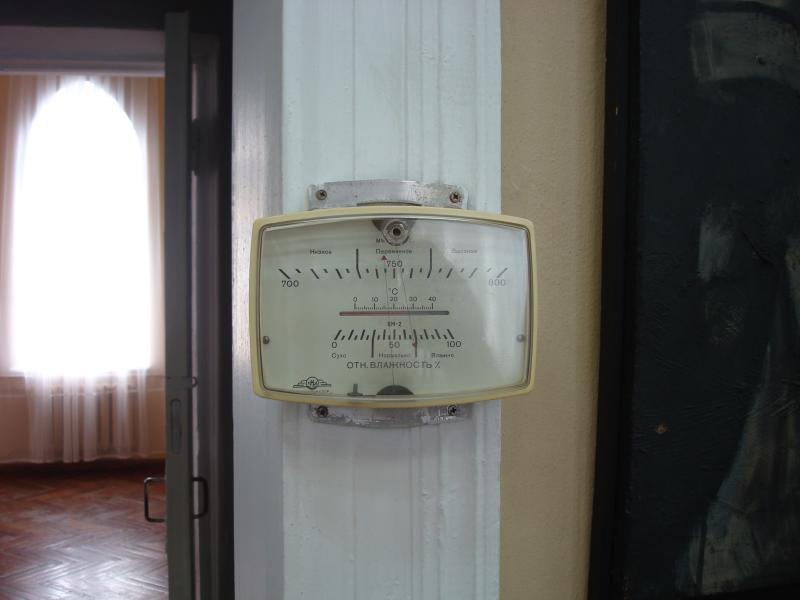 Низкое Переменное Высокое
700 750 800
°C
0 10 20 30 40
БМ-2
0 50 100
Сухо Нормально Влажно
ОТН. ВЛАЖНОСТЬ %